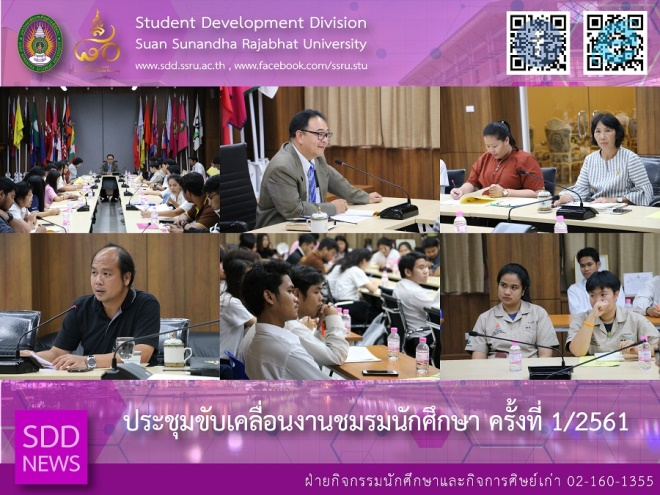 Student Development Division
Suan Sunandha Rajabhat University
www.sdd.ssru.ac.th , www.facebook.com/ssru.stu
SDD
NEWS
ประชุมขับเคลื่อนงานชมรมนักศึกษา ครั้งที่ 1/2561
SDD
NEWS
ฝ่ายกิจกรรมนักศึกษาและกิจการศิษย์เก่า 02-160-1355